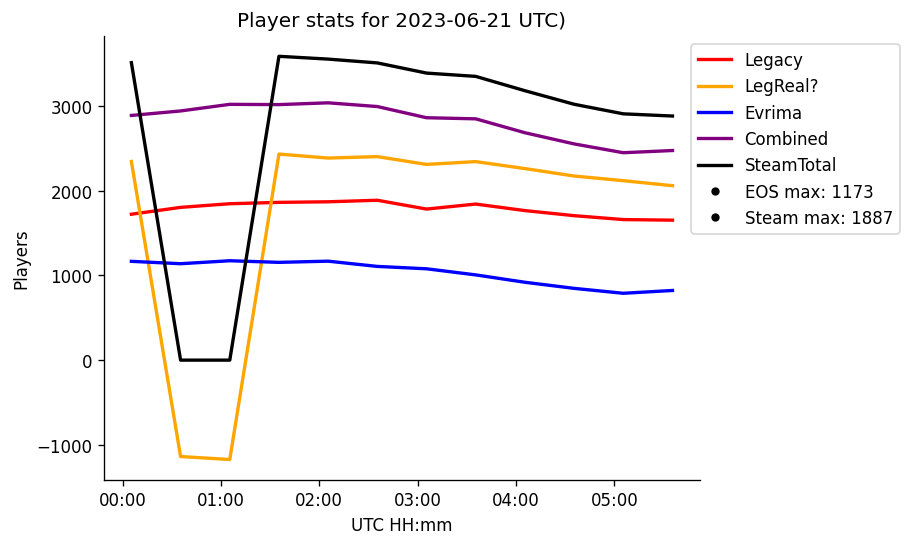 Player stats for 2023-06-21 UTC)
Legacy
LegReal?
Evrima
Combined
SteamTotal
EOS max: 1173
Steam max: 1887
Players
3000
2000
1000
0
−1000
00:00 01:00 02:00 03:00 04:00 05:00
UTC HH:mm